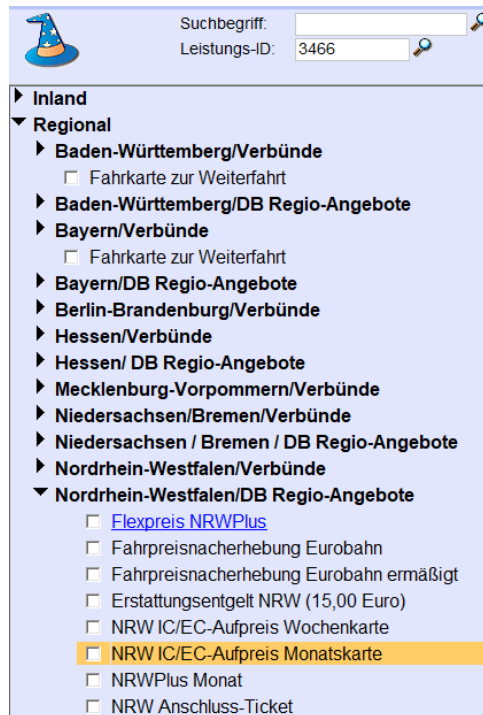 Suchbegriff:
Leistungs-ID: 3466
Inland
Regional
Baden-Württemberg/Verbünde
Fahrkarte zur Weiterfahrt
Baden-Württemberg/DB Regio-Angebote
Bayern/Verbünde
Fahrkarte zur Weiterfahrt
Bayern/DB Regio-Angebote
Berlin-Brandenburg/Verbünde
Hessen/Verbünde
Hessen/ DB Regio-Angebote
Mecklenburg-Vorpommern/Verbünde
Niedersachsen/Bremen/Verbünde
Niedersachsen / Bremen / DB Regio-Angebote
Nordrhein-Westfalen/Verbünde
Nordrhein-Westfalen/DB Regio-Angebote
Flexpreis NRWPlus
Fahrpreisnacherhebung Eurobahn
Fahrpreisnacherhebung Eurobahn ermäßigt
Erstattungsentgelt NRW (15,00 Euro)
NRW IC/EC-Aufpreis Wochenkarte
NRW IC/EC-Aufpreis Monatskarte
NRWPlus Monat
NRW Anschluss-Ticket